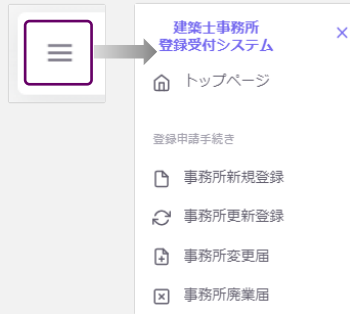 建築士事務所
登録受付システム
トップページ
登録申請手続き
事務所新規登録
事務所更新登録
事務所変更届
事務所廃業届